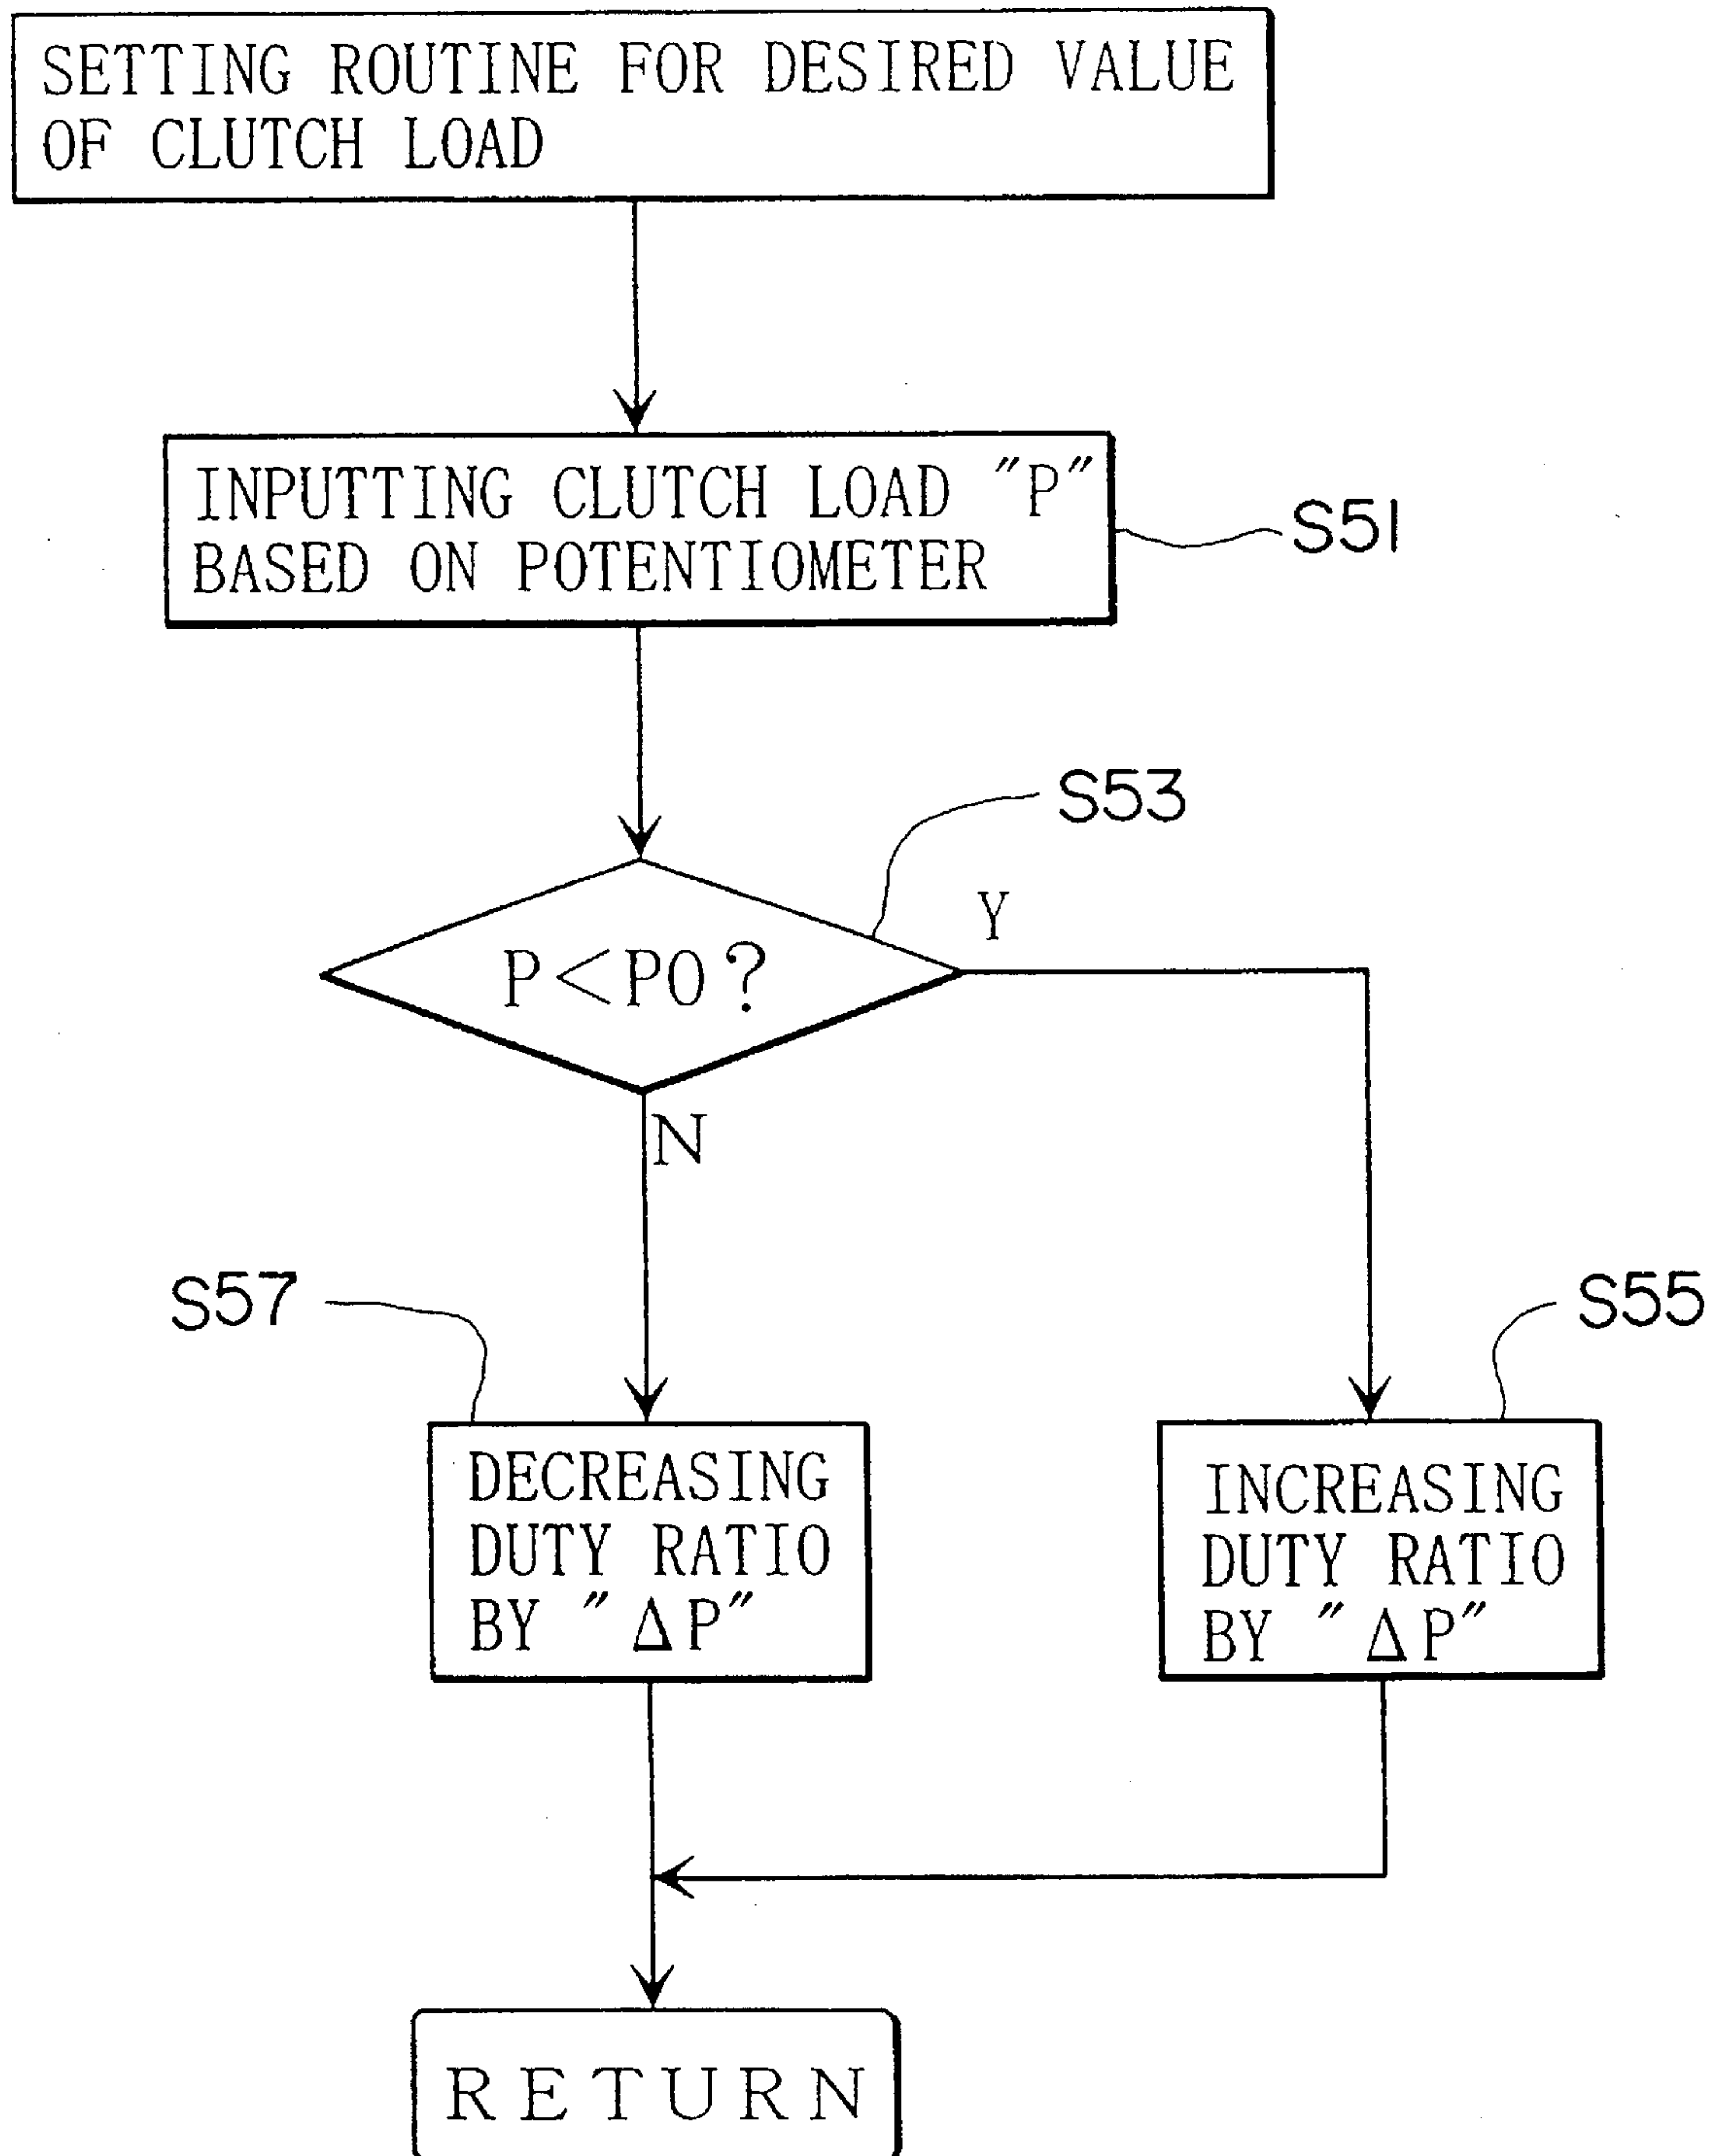 SETTING ROUTINE FOR DESIRED VALUE
OF CLUTCH LOAD
INPUTTING CLUTCH LOAD "P"
BASED ON POTENTIOMETER
S51
S53
Y
P<P0?
N
S57
S55
DECREASING
DUTY RATIO
BY "ΔP"
INCREASING
DUTY RATIO
BY "ΔP"
RETURN